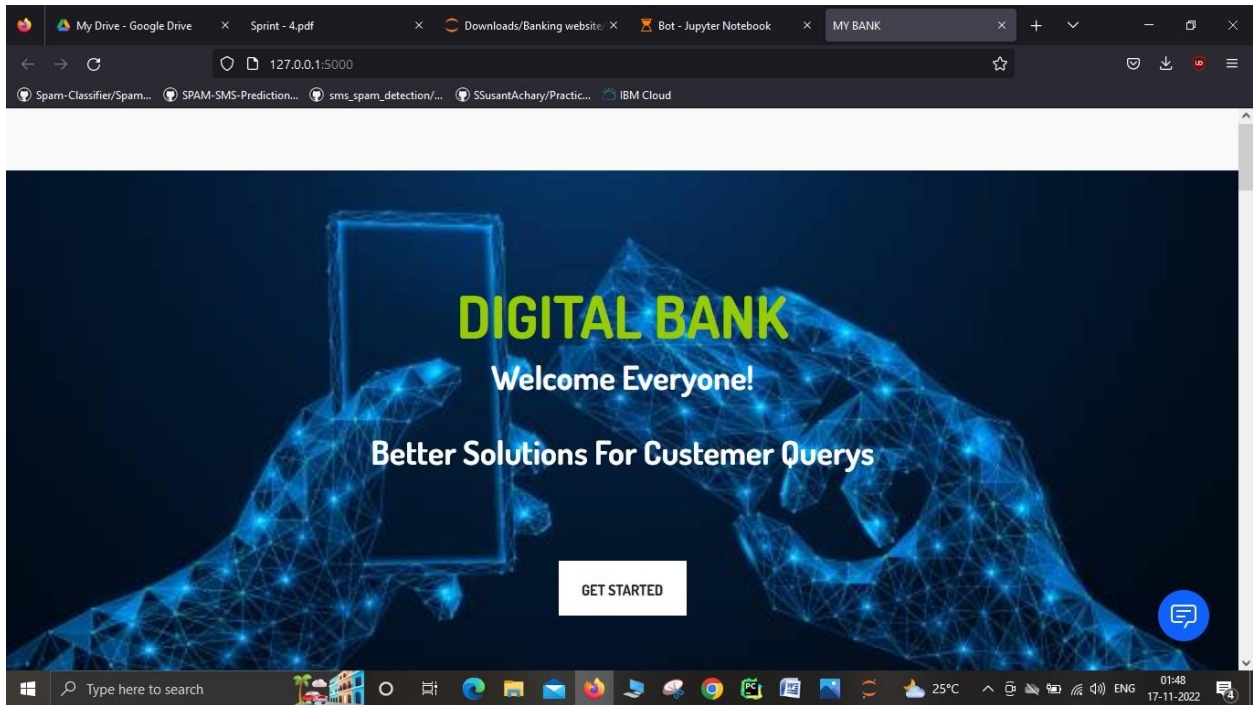 My Drive - Google Drive
Sprint - 4.pdf
Downloads/Banking website/
Bot - Jupyter Notebook
MY BANK
127.0.0.1:5000
Spam-Classifier/Spam...
SPAM-SMS-Prediction...
sms_spam_detection/...
SSusantAchary/Practic...
IBM Cloud
DIGITAL BANK
Welcome Everyone!
Better Solutions For Custemer Querys
GET STARTED
Type here to search
25°C
ENG
01:48
17-11-2022
4